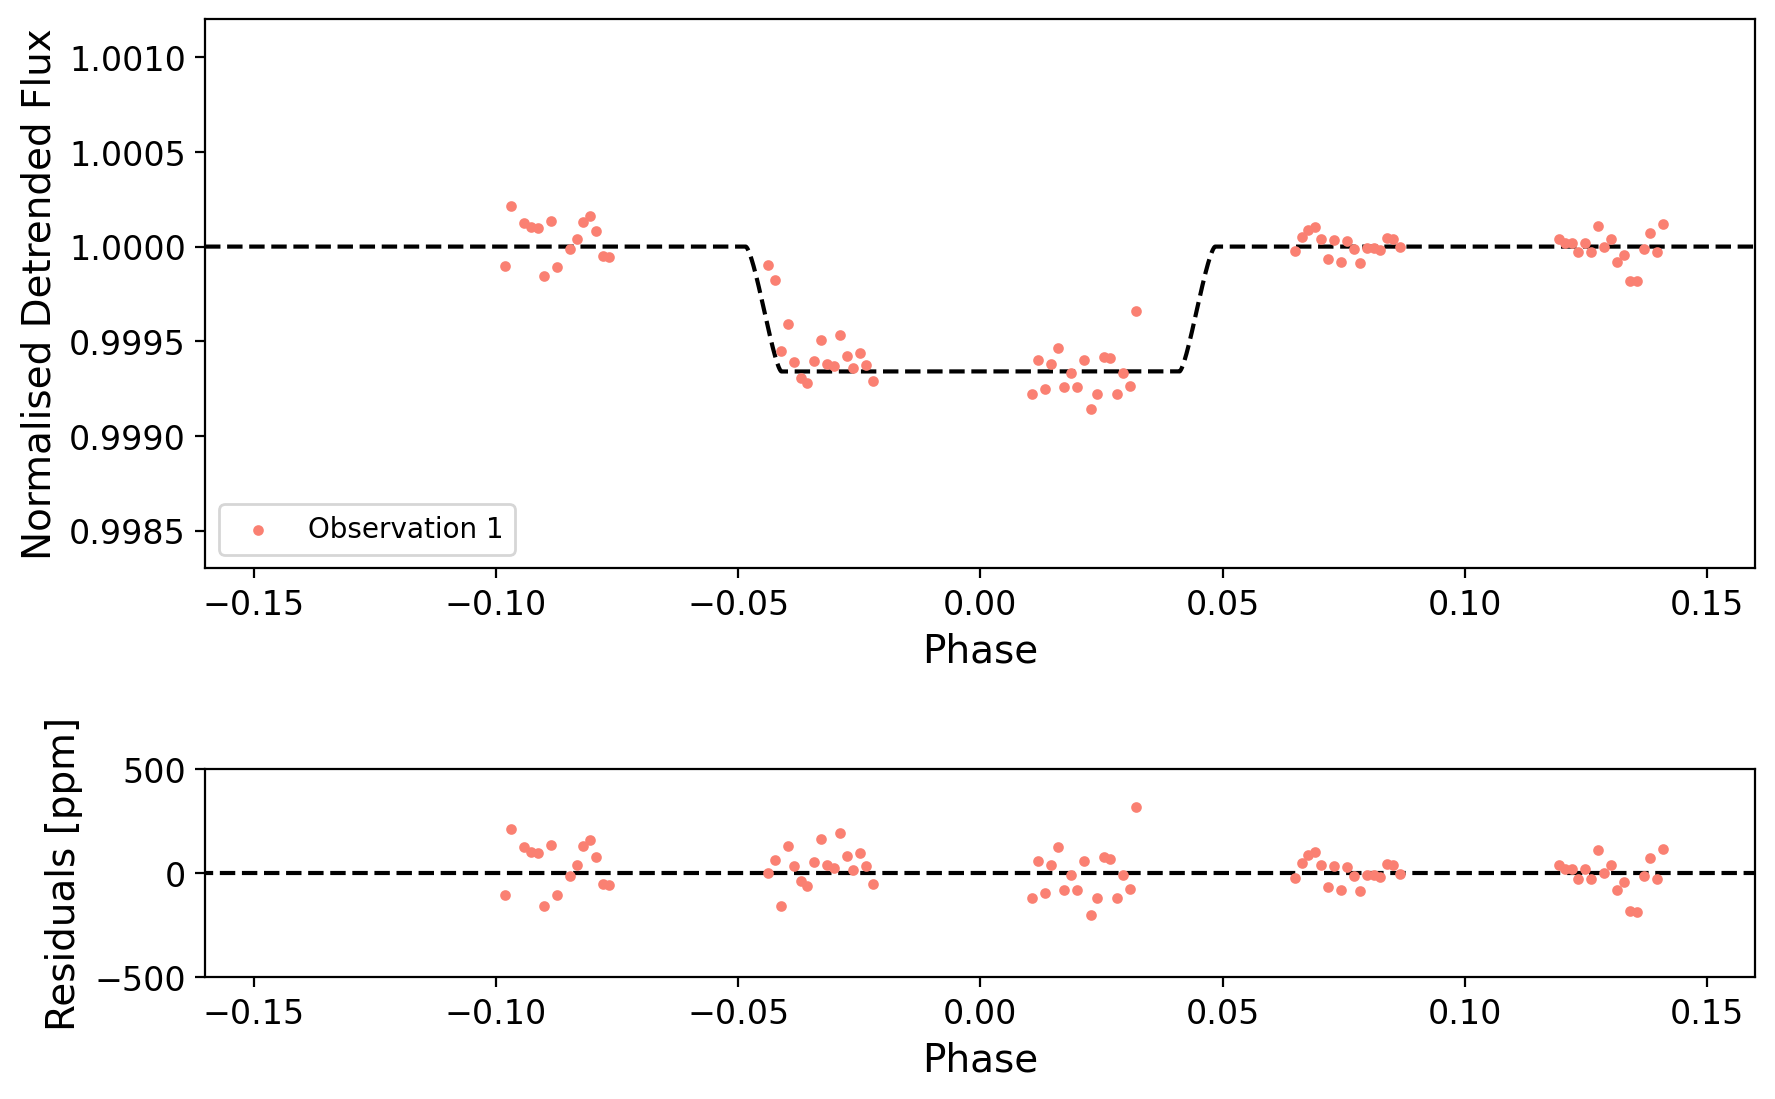 Normalised Detrended Flux
1.0010
1.0005
1.0000
0.9995
0.9990
0.9985
Observation 1
−0.15 −0.10 −0.05 0.00 0.05 0.10 0.15
Phase
Residuals [ppm]
500
0
−500
−0.15 −0.10 −0.05 0.00 0.05 0.10 0.15
Phase